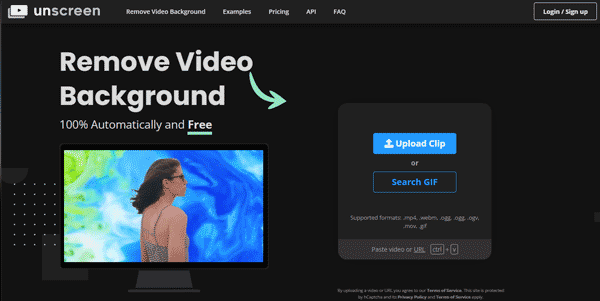 unscreen
Remove Video Background
Examples
Pricing
API
FAQ
Login / Sign up
Remove Video
Background
100% Automatically and Free
Upload Clip
or
Search GIF
Supported formats: .mp4, .webm, .ogg, .ogg, .ogv,
.mov, .gif
Paste video or URL ctrl + v
By uploading a video or URL you agree to our Terms of Service. This site is protected
by hCaptcha and its Privacy Policy and Terms of Service apply.